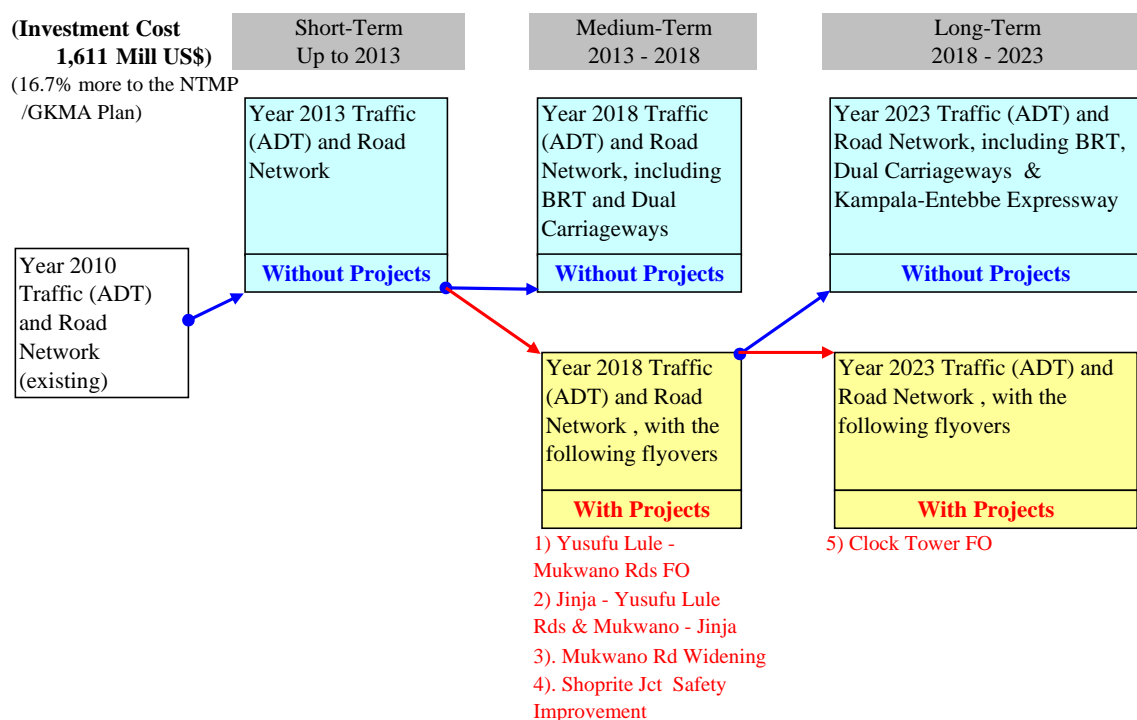 (Investment Cost
1,611 Mill US$)
(16.7% more to the NTMP
/GKMA Plan)
Short-Term
Up to 2013
Medium-Term
2013 - 2018
Long-Term
2018 - 2023
Year 2010
Traffic (ADT)
and Road
Network
(existing)
Year 2013 Traffic
(ADT) and Road
Network
Without Projects
Year 2018 Traffic
(ADT) and Road
Network, including
BRT and Dual
Carriageways
Without Projects
Year 2023 Traffic (ADT) and
Road Network, including BRT,
Dual Carriageways &
Kampala-Entebbe Expressway
Without Projects
Year 2018 Traffic
(ADT) and Road
Network , with the
following flyovers
With Projects
1) Yusufu Lule -
Mukwano Rds FO
2) Jinja - Yusufu Lule
Rds & Mukwano - Jinja
3). Mukwano Rd Widening
4). Shoprite Jct Safety
Improvement
Year 2023 Traffic (ADT) and
Road Network , with the
following flyovers
With Projects
5) Clock Tower FO